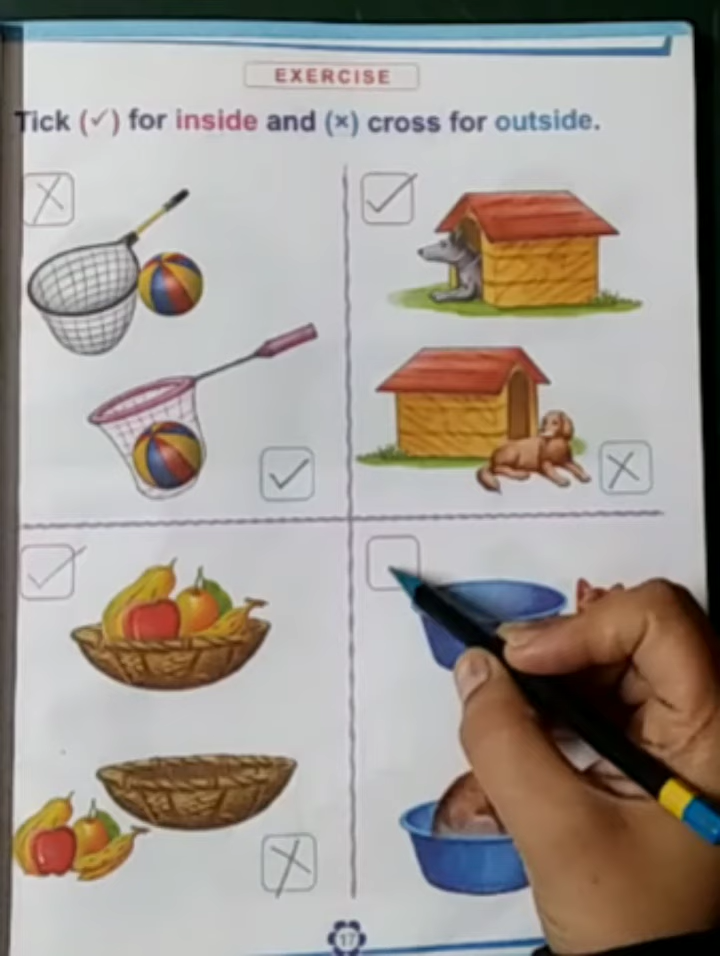 EXERCISE
Tick (✓) for inside and (×) cross for outside.
17